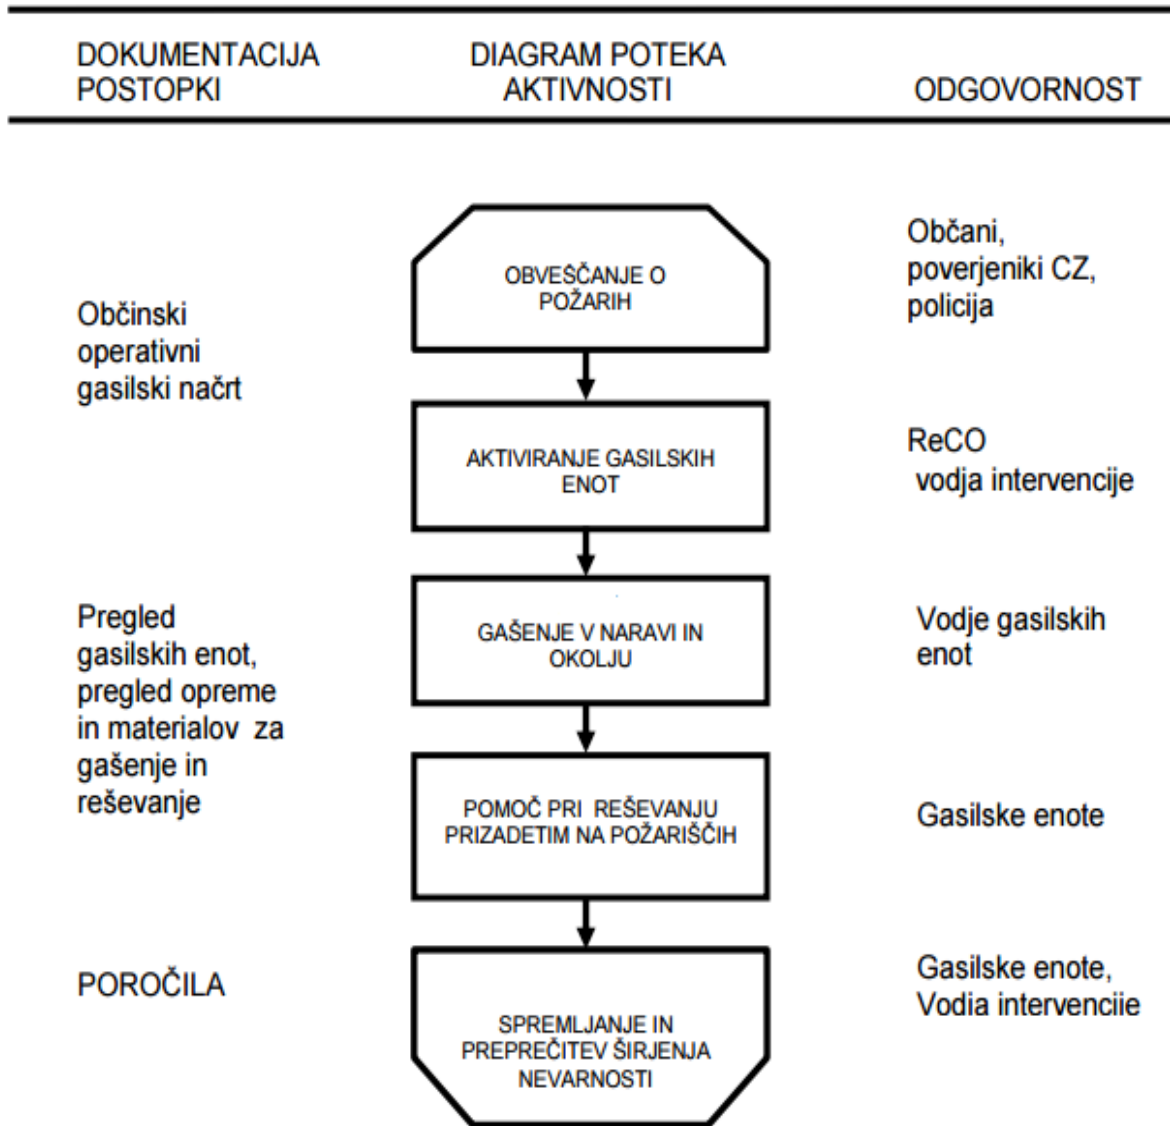 DOKUMENTACIJA
POSTOPKI
DIAGRAM POTEKA
AKTIVNOSTI
ODGOVORNOST
Občinski
operativni
gasilski načrt
OBVEŠČANJE O
POŽARIH
Občani,
poverjeniki CZ,
policija
AKTIVIRANJE GASILSKIH
ENOT
ReCO
vodja intervencije
Pregled
gasilskih enot,
pregled opreme
in materialov za
gašenje in
reševanje
GAŠENJE V NARAVI IN
OKOLJU
Vodje gasilskih
enot
POMOČ PRI REŠEVANJU
PRIZADETIM NA POŽARIŠČIH
Gasilske enote
POROČILA
SPREMLJANJE IN
PREPREČITEV ŠIRJENJA
NEVARNOSTI
Gasilske enote,
Vodja intervencije